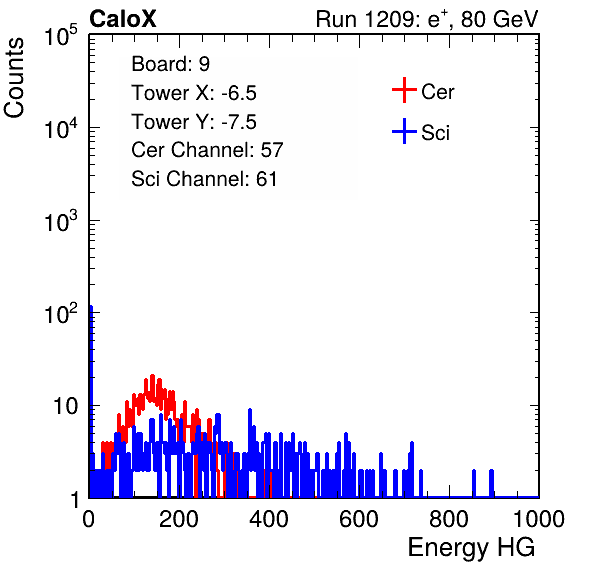 CaloX Run 1209: e⁺, 80 GeV
Counts
10⁵
10⁴
10³
10²
10
1
Board: 9
Tower X: -6.5
Tower Y: -7.5
Cer Channel: 57
Sci Channel: 61
Cer
Sci
0 200 400 600 800 1000
Energy HG